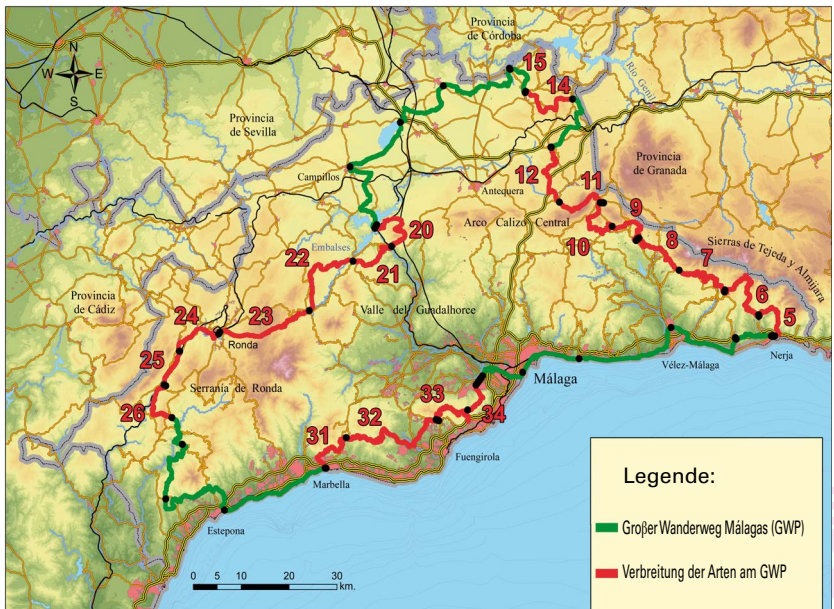 Provincia
de Córdoba
N
W
E
S
15
14
Río Genil
Provincia
de Sevilla
Provincia
de Granada
Campillos
12
Antequera
11
Arco Calizo Central
9
10
20
Embalses
21
22
8
7
Sierras de Tejeda y Almijara
6
5
Provincia
de Cádiz
24
23
Valle del Guadalhorce
Ronda
Nerja
Vélez-Málaga
Málaga
25
Serranía de Ronda
26
33
34
32
31
Fuengirola
Marbella
Estepona
0 5 10 20 30
km.
Legende:
Großer Wanderweg Málagas (GWP)
Verbreitung der Arten am GWP